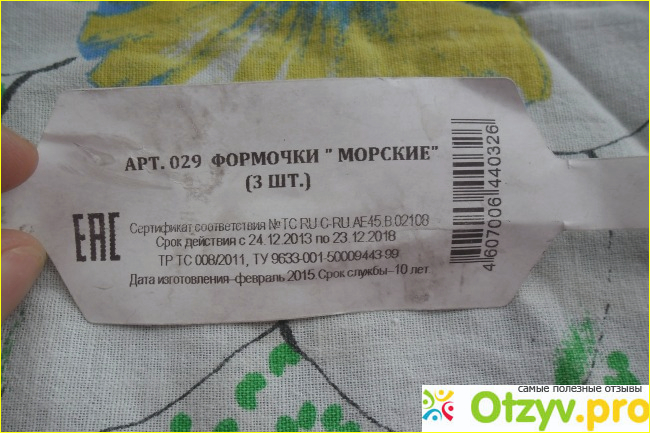 АРТ. 029 ФОРМОЧКИ " МОРСКИЕ"
(3 ШТ.)
EAC
Сертификат соответствия №TC RU C-RU.AE45.B.02108
Срок действия с 24.12.2013 по 23.12.2018
ТР ТС 008/2011, ТУ 9633-001-50009443-99
Дата изготовления-февраль 2015.Срок службы-10 лет
4607006440326
самые полезные отзывы
Otzyv.pro